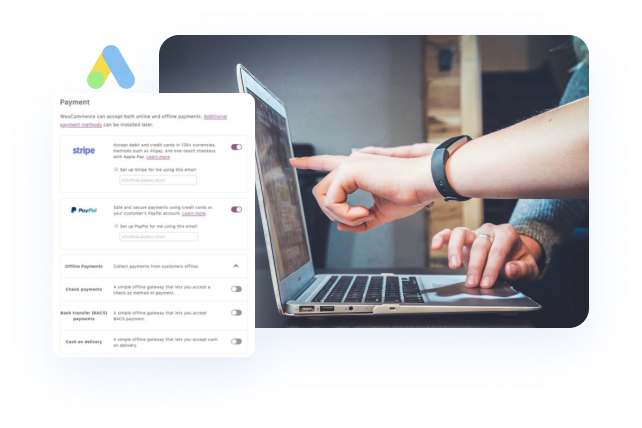 Payment
WooCommerce can accept both online and offline payments. Additional
payment methods can be installed later.
stripe
Accept debit and credit cards in 135+ currencies,
methods such as Alipay, and one-touch checkout
with Apple Pay. Learn more.
Set up Stripe for me using this email:
PayPal
Safe and secure payments using credit cards or
your customer's PayPal account. Learn more.
Set up PayPal for me using this email:
Offline Payments
Collect payments from customers offline.
Check payments
A simple offline gateway that lets you accept a
check as method of payment.
Bank transfer (BACS)
payments
A simple offline gateway that lets you accept
BACS payment.
Cash on delivery
A simple offline gateway that lets you accept cash
on delivery.